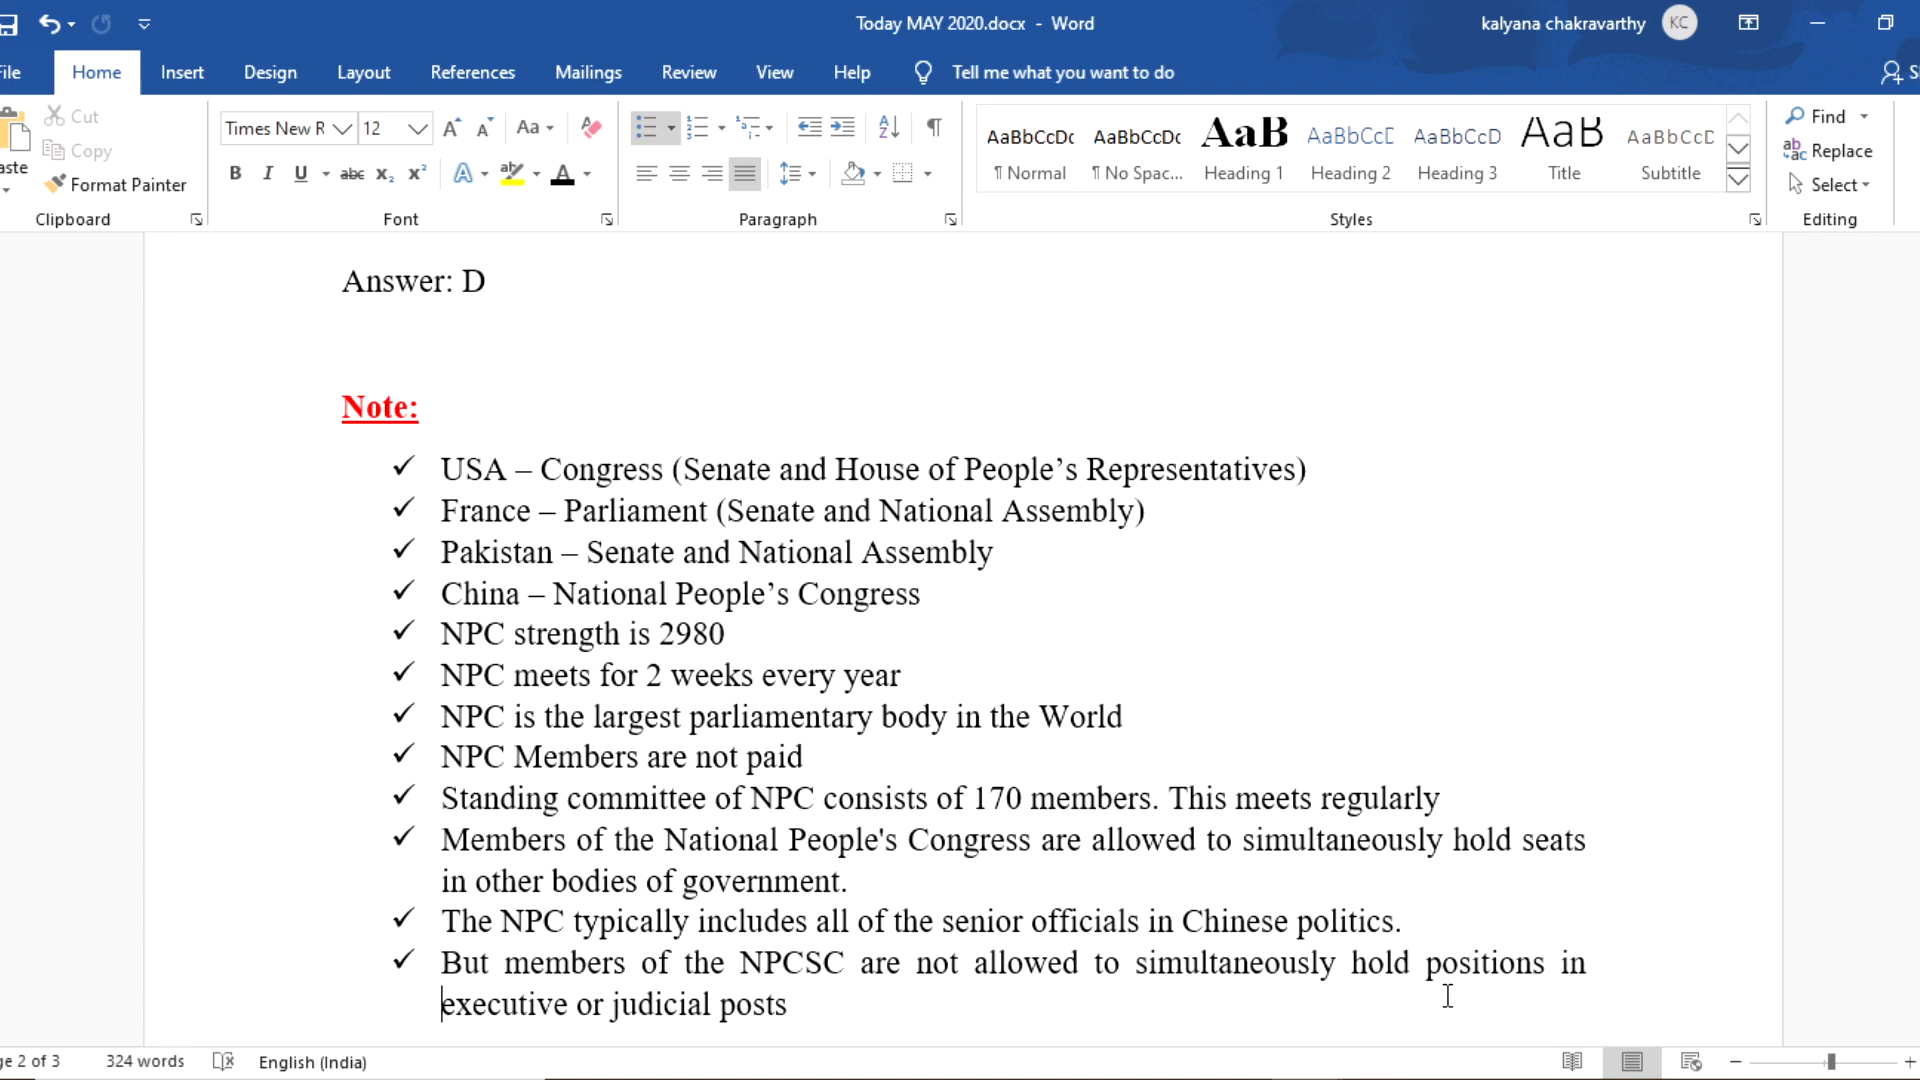 Today MAY 2020.docx - Word
kalyana chakravarthy KC
File Home Insert Design Layout References Mailings Review View Help Tell me what you want to do
Cut
Copy
Format Painter
Clipboard
Times New R 12
Aa
B I U abc X₂ X² A A
Font
Paragraph
AaBbCcDc AaBbCcDc AaB AaBbCcD AaBbCcD AaB AaBbCcD
¶ Normal ¶ No Spac... Heading 1 Heading 2 Heading 3 Title Subtitle
Styles
Find
Replace
Select
Editing
Answer: D
Note:
✓ USA – Congress (Senate and House of People’s Representatives)
✓ France – Parliament (Senate and National Assembly)
✓ Pakistan – Senate and National Assembly
✓ China – National People’s Congress
✓ NPC strength is 2980
✓ NPC meets for 2 weeks every year
✓ NPC is the largest parliamentary body in the World
✓ NPC Members are not paid
✓ Standing committee of NPC consists of 170 members. This meets regularly
✓ Members of the National People's Congress are allowed to simultaneously hold seats
in other bodies of government.
✓ The NPC typically includes all of the senior officials in Chinese politics.
✓ But members of the NPCSC are not allowed to simultaneously hold positions in
executive or judicial posts
ge 2 of 3 324 words English (India)